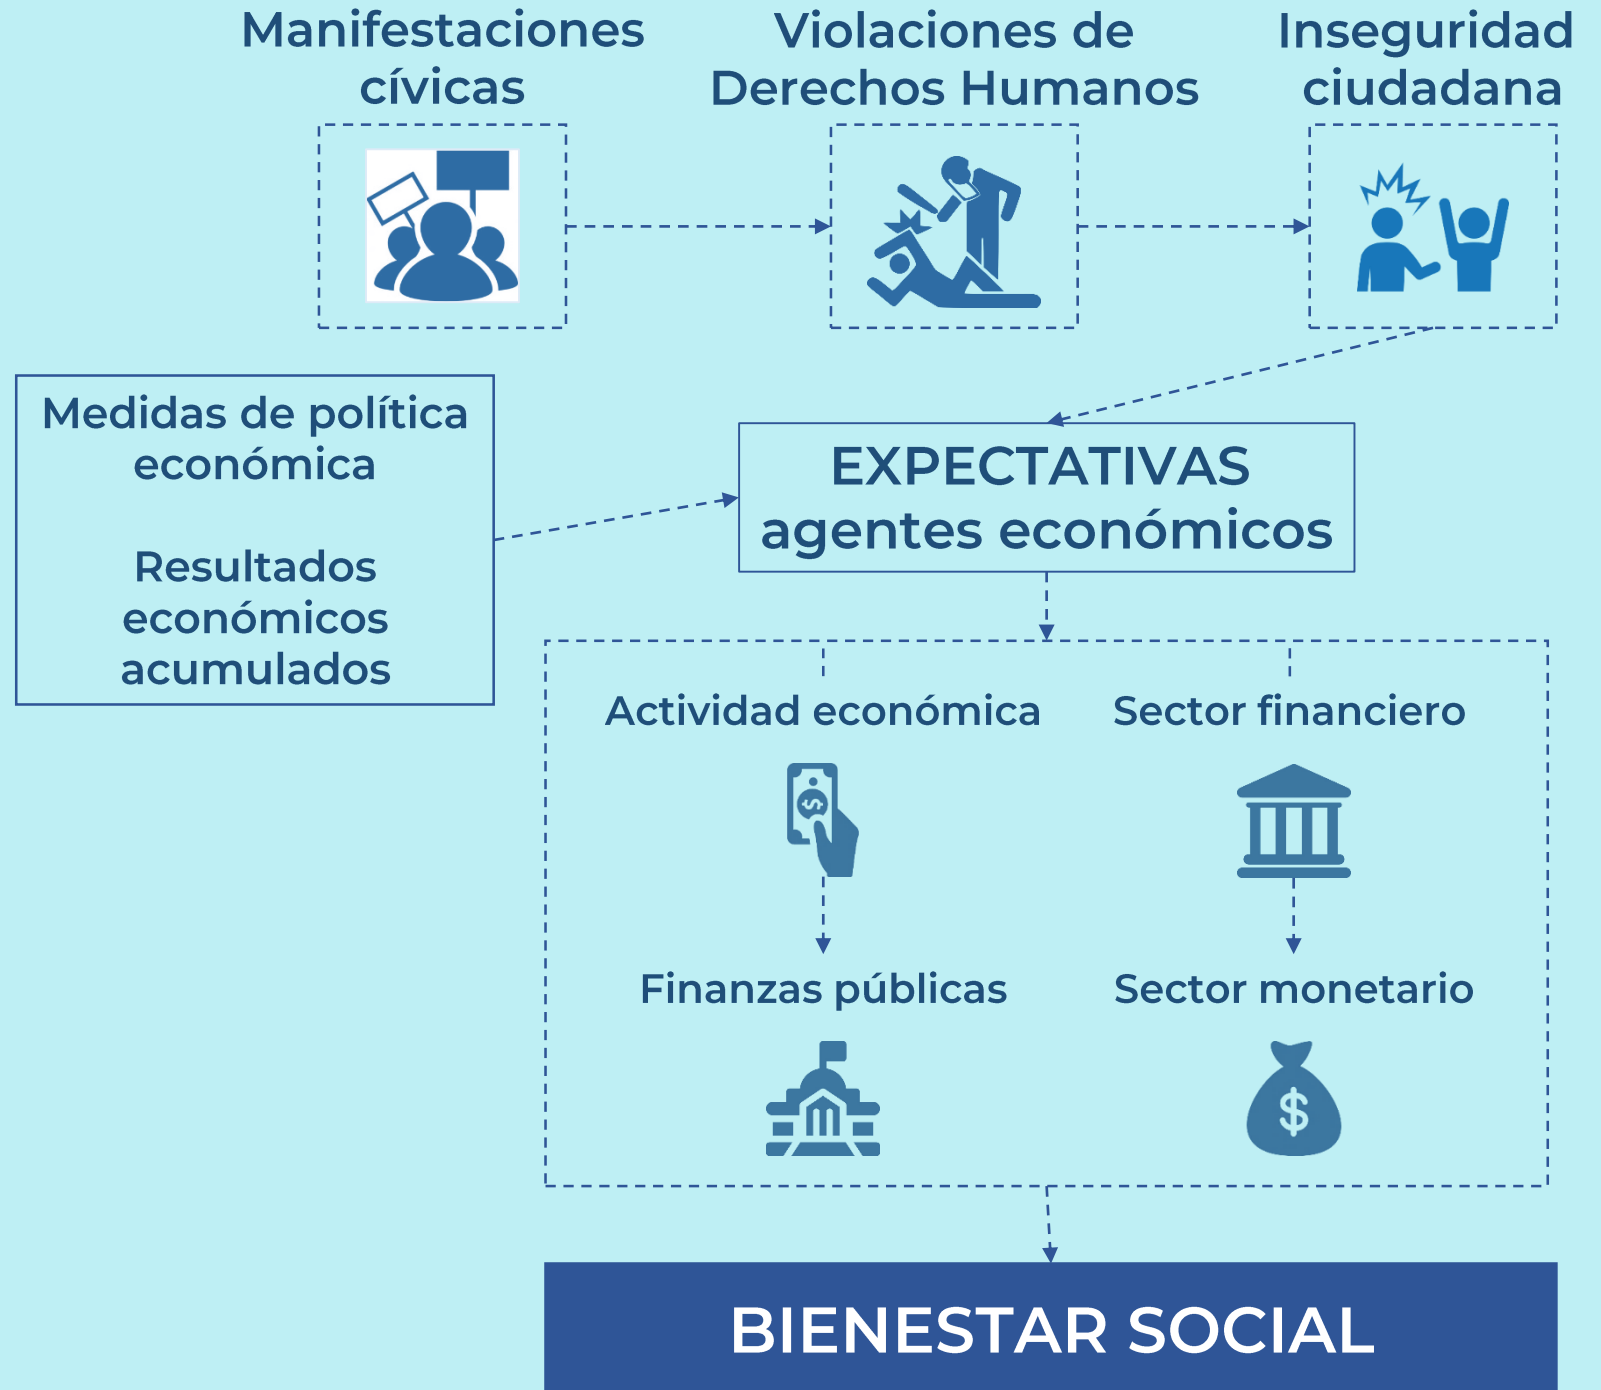 Manifestaciones
cívicas
Violaciones de
Derechos Humanos
Inseguridad
ciudadana
Medidas de política
económica
Resultados
económicos
acumulados
EXPECTATIVAS
agentes económicos
Actividad económica
Sector financiero
$
Finanzas públicas
Sector monetario
$
BIENESTAR SOCIAL